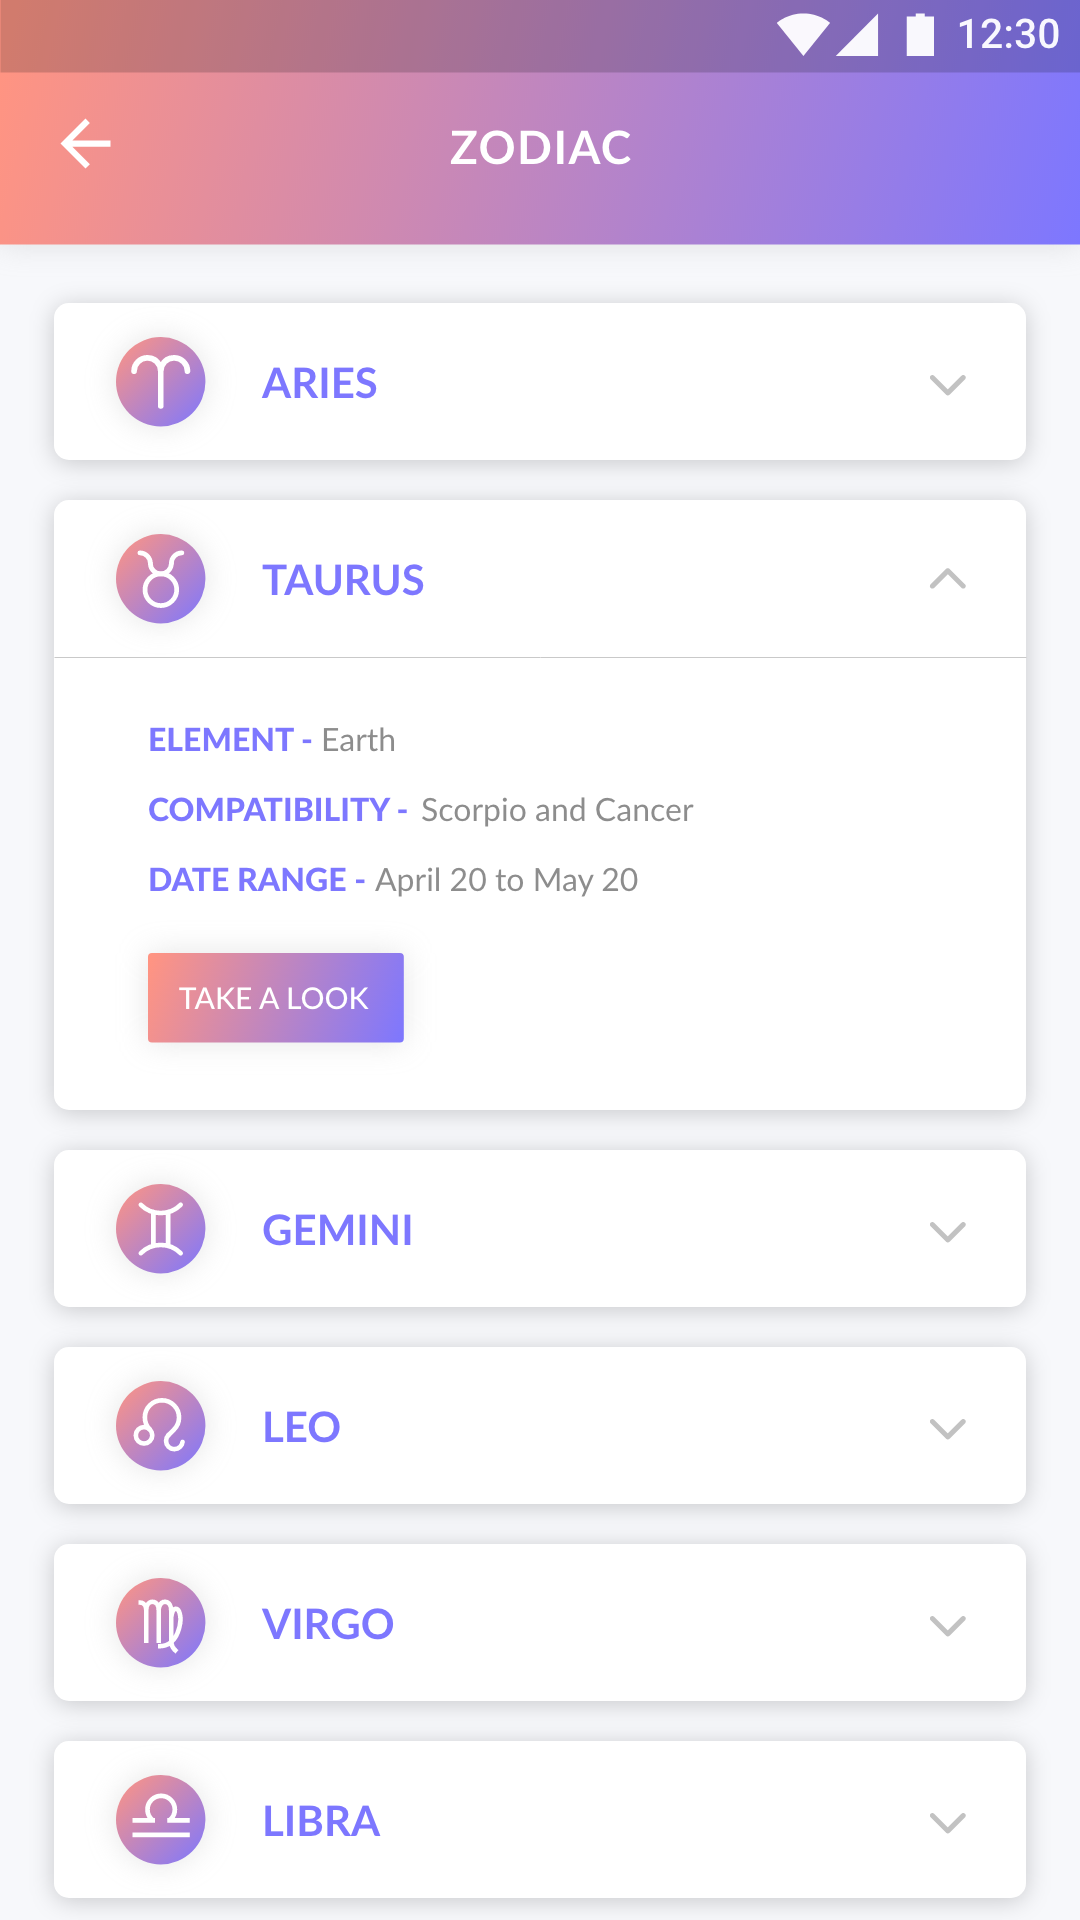 12:30
ZODIAC
ARIES
TAURUS
ELEMENT - Earth
COMPATIBILITY - Scorpio and Cancer
DATE RANGE - April 20 to May 20
TAKE A LOOK
GEMINI
LEO
VIRGO
LIBRA